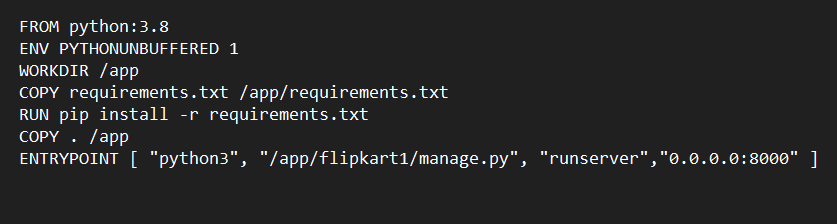 FROM python:3.8
ENV PYTHONUNBUFFERED 1
WORKDIR /app
COPY requirements.txt /app/requirements.txt
RUN pip install -r requirements.txt
COPY . /app
ENTRYPOINT [ "python3", "/app/flipkart1/manage.py", "runserver","0.0.0.0:8000" ]